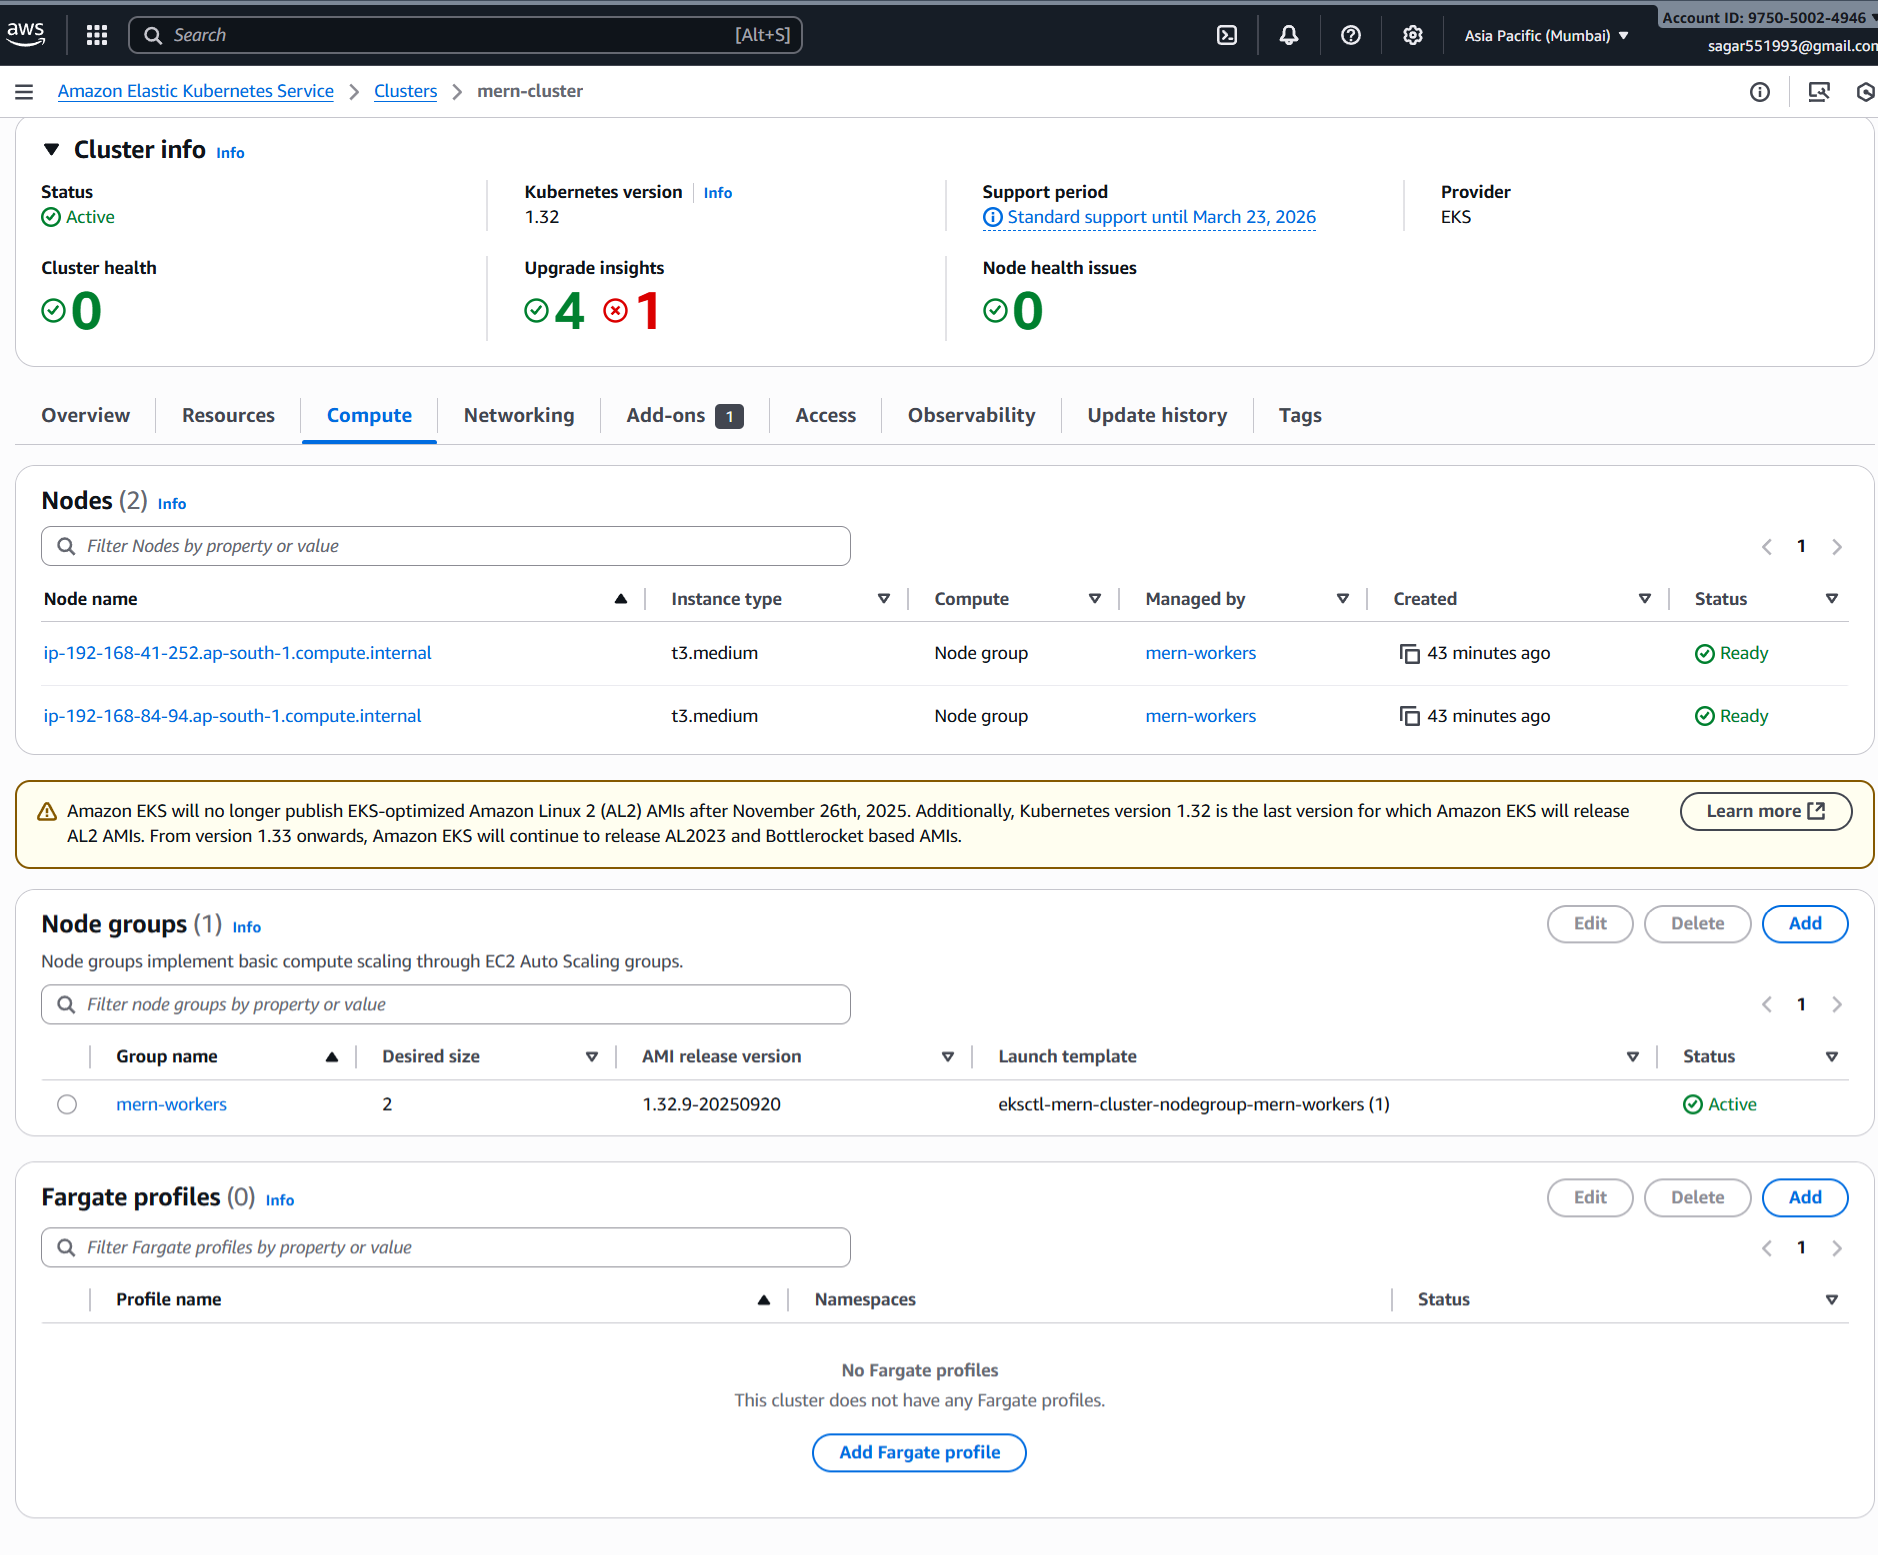 aws
Search [Alt+S]
Asia Pacific (Mumbai)
Account ID: 9750-5002-4946
sagar551993@gmail.co
Amazon Elastic Kubernetes Service > Clusters > mern-cluster
Cluster info Info
Status
Active
Kubernetes version Info
1.32
Support period
Standard support until March 23, 2026
Provider
EKS
Cluster health
0
Upgrade insights
4 1
Node health issues
0
Overview Resources Compute Networking Add-ons 1 Access Observability Update history Tags
Nodes (2) Info
Filter Nodes by property or value
1
Node name Instance type Compute Managed by Created Status
ip-192-168-41-252.ap-south-1.compute.internal t3.medium Node group mern-workers 43 minutes ago Ready
ip-192-168-84-94.ap-south-1.compute.internal t3.medium Node group mern-workers 43 minutes ago Ready
Amazon EKS will no longer publish EKS-optimized Amazon Linux 2 (AL2) AMIs after November 26th, 2025. Additionally, Kubernetes version 1.32 is the last version for which Amazon EKS will release
AL2 AMIs. From version 1.33 onwards, Amazon EKS will continue to release AL2023 and Bottlerocket based AMIs.
Learn more
Node groups (1) Info
Edit Delete Add
Node groups implement basic compute scaling through EC2 Auto Scaling groups.
Filter node groups by property or value
1
Group name Desired size AMI release version Launch template Status
mern-workers 2 1.32.9-20250920 eksctl-mern-cluster-nodegroup-mern-workers (1) Active
Fargate profiles (0) Info
Edit Delete Add
Filter Fargate profiles by property or value
1
Profile name Namespaces Status
No Fargate profiles
This cluster does not have any Fargate profiles.
Add Fargate profile